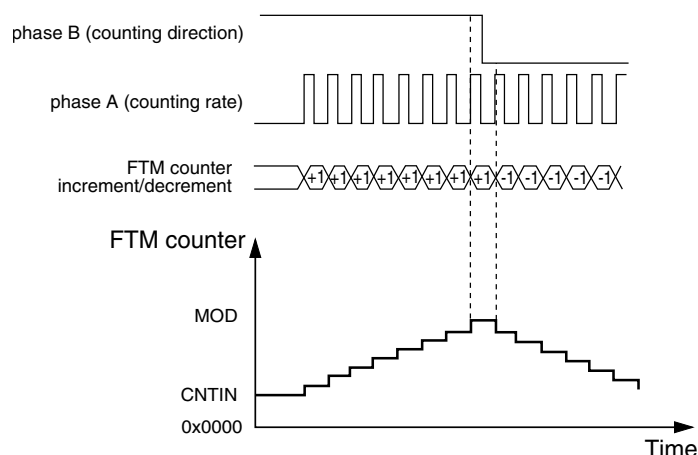 phase B (counting direction)
phase A (counting rate)
FTM counter
increment/decrement
+1 +1 +1 +1 +1 +1 +1 +1 -1 -1 -1 -1 -1
FTM counter
MOD
CNTIN
0x0000
Time